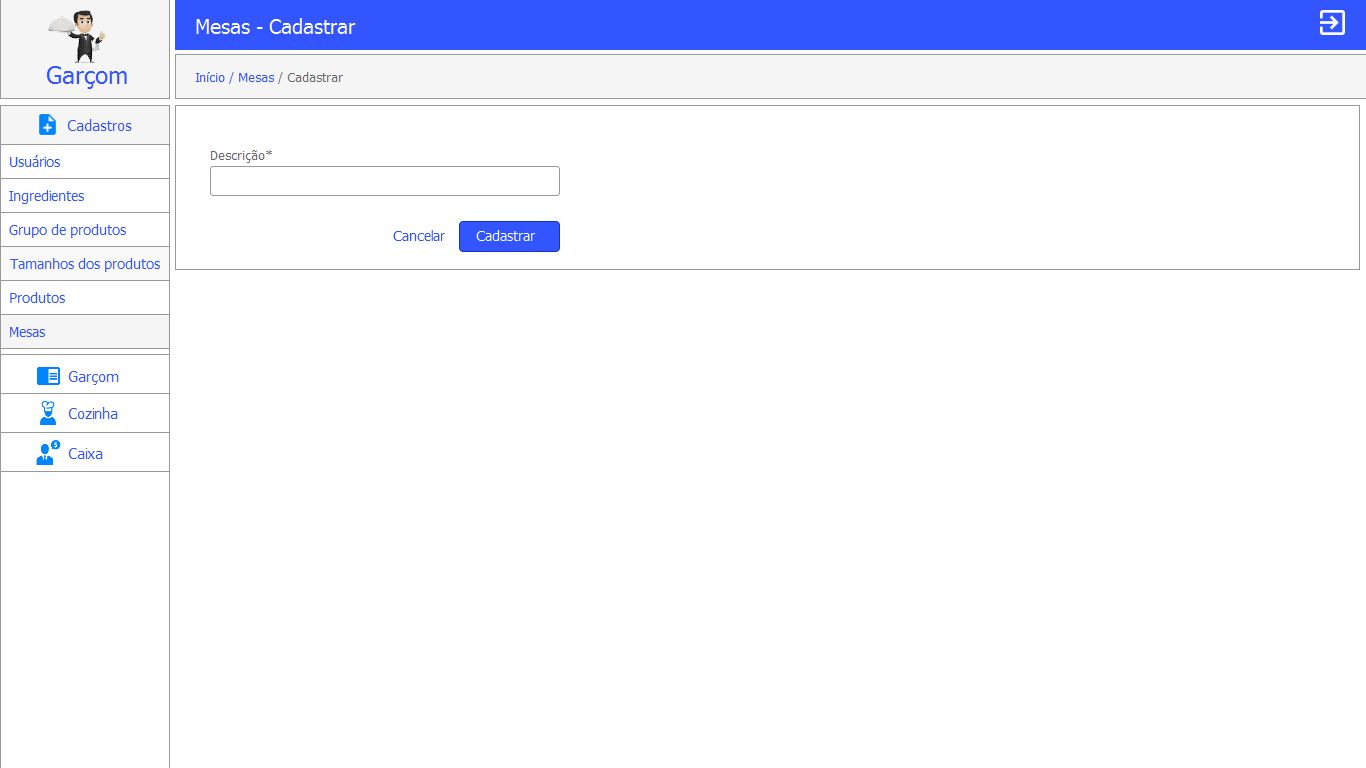 Garçom
Mesas - Cadastrar
Início / Mesas / Cadastrar
Cadastros
Usuários
Ingredientes
Grupo de produtos
Tamanhos dos produtos
Produtos
Mesas
Garçom
Cozinha
Caixa
Descrição*
Cancelar
Cadastrar